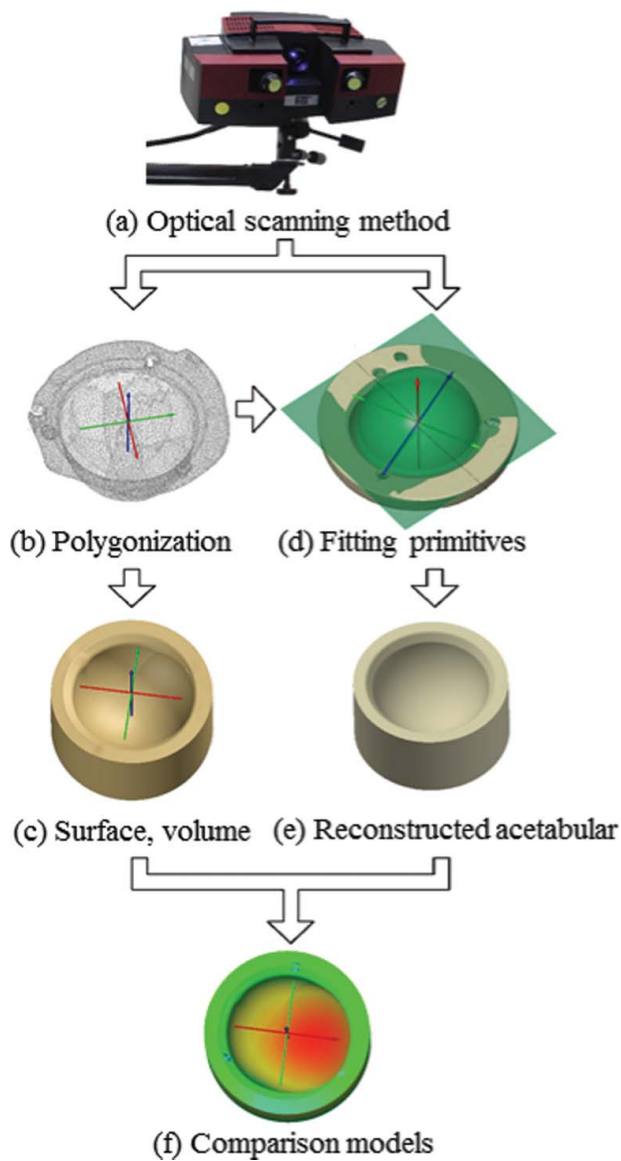 (a) Optical scanning method
(b) Polygonization
(d) Fitting primitives
(c) Surface, volume
(e) Reconstructed acetabular
(f) Comparison models